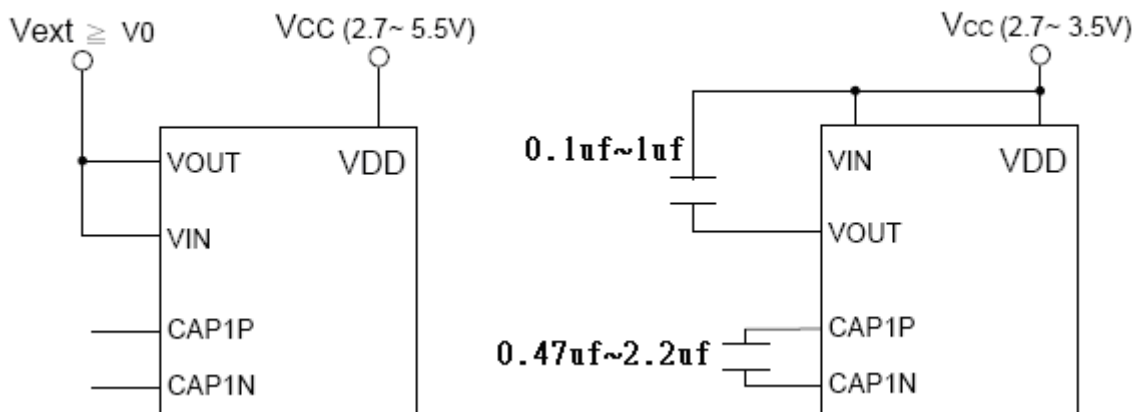 Vext ≧ V0
VCC (2.7~ 5.5V)
VOUT
VDD
VIN
CAP1P
CAP1N
VCC (2.7~ 3.5V)
0.1uf~1uf
VIN
VDD
VOUT
0.47uf~2.2uf
CAP1P
CAP1N